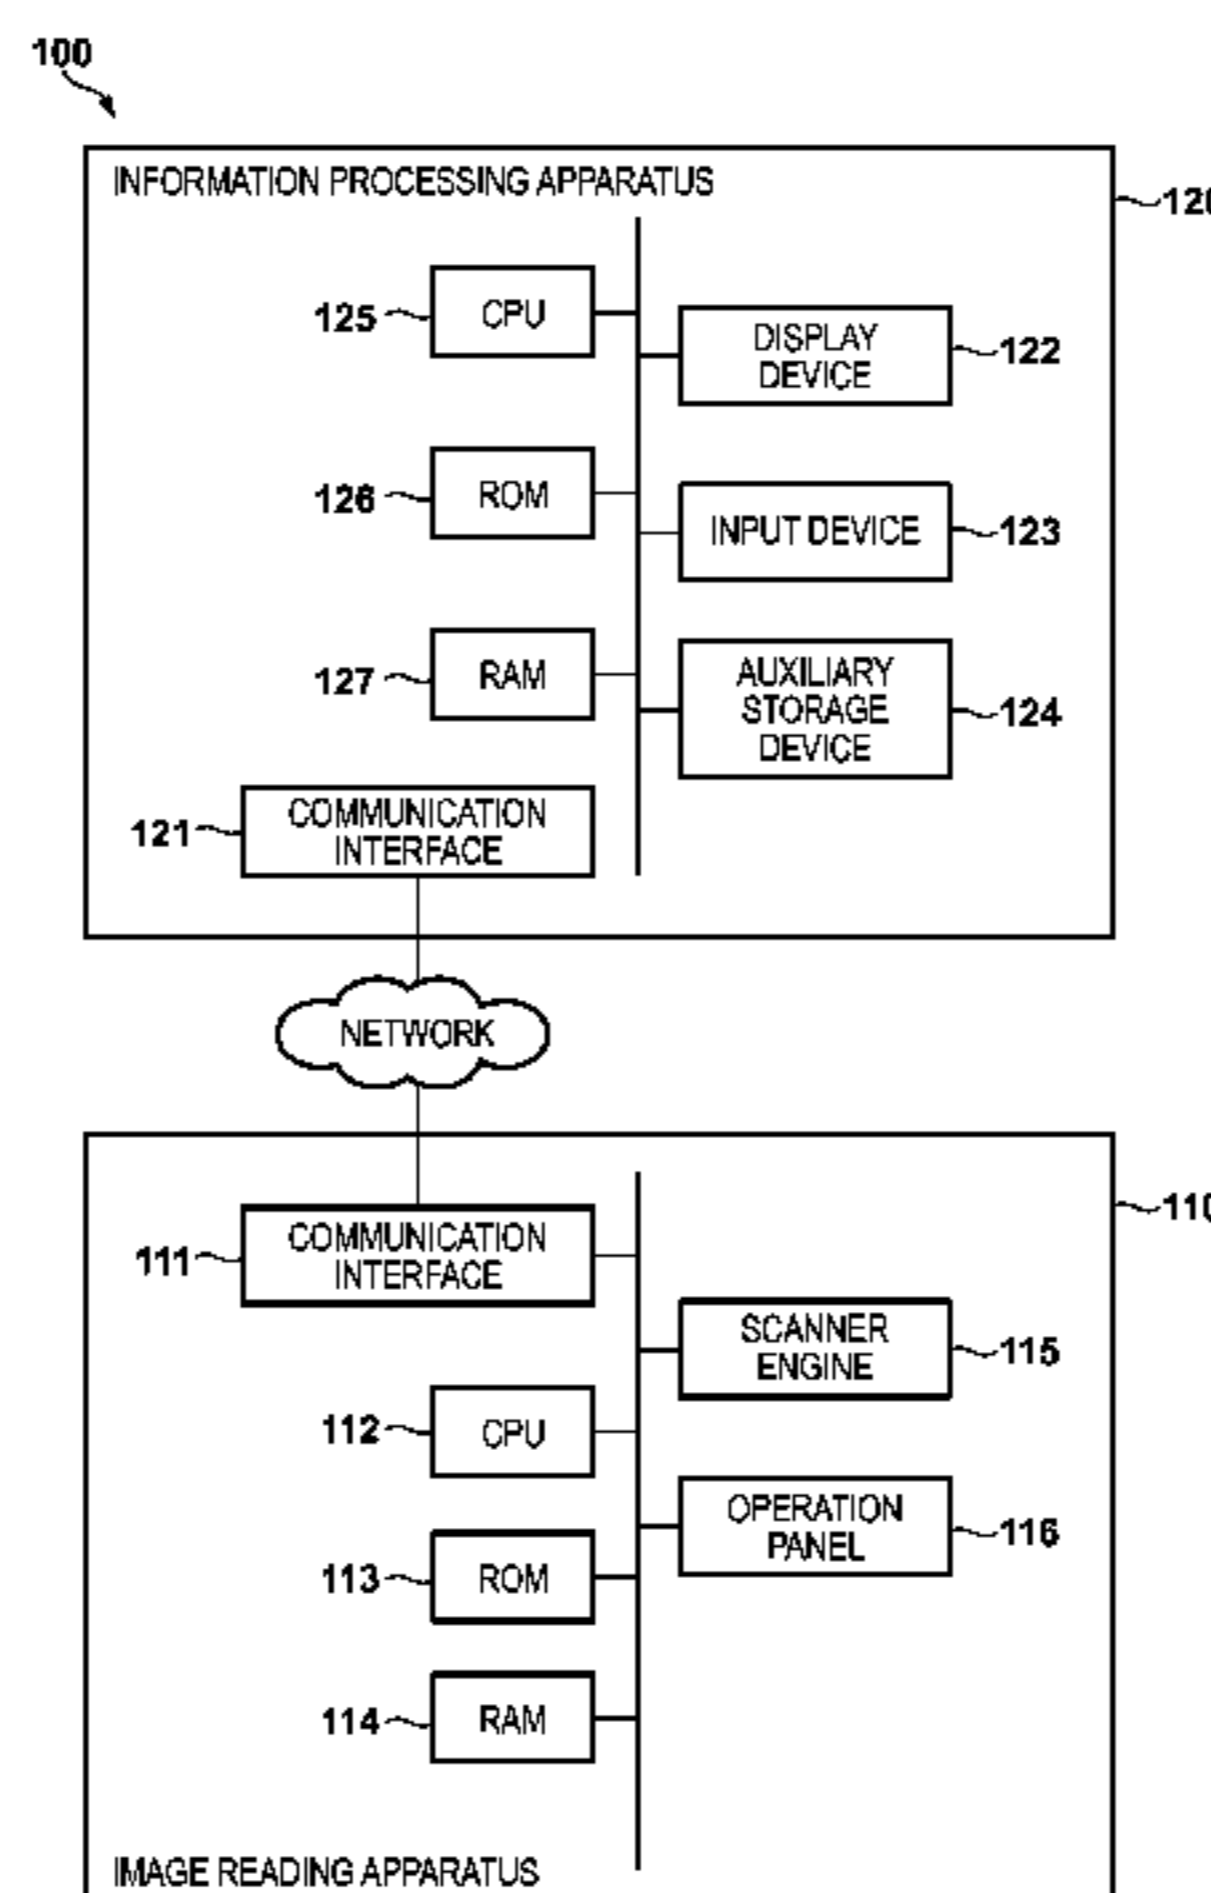 100
INFORMATION PROCESSING APPARATUS
120
125
CPU
DISPLAY
DEVICE
122
126
ROM
INPUT DEVICE
123
127
RAM
AUXILIARY
STORAGE
DEVICE
124
121
COMMUNICATION
INTERFACE
NETWORK
110
111
COMMUNICATION
INTERFACE
SCANNER
ENGINE
115
112
CPU
OPERATION
PANEL
116
113
ROM
114
RAM
IMAGE READING APPARATUS